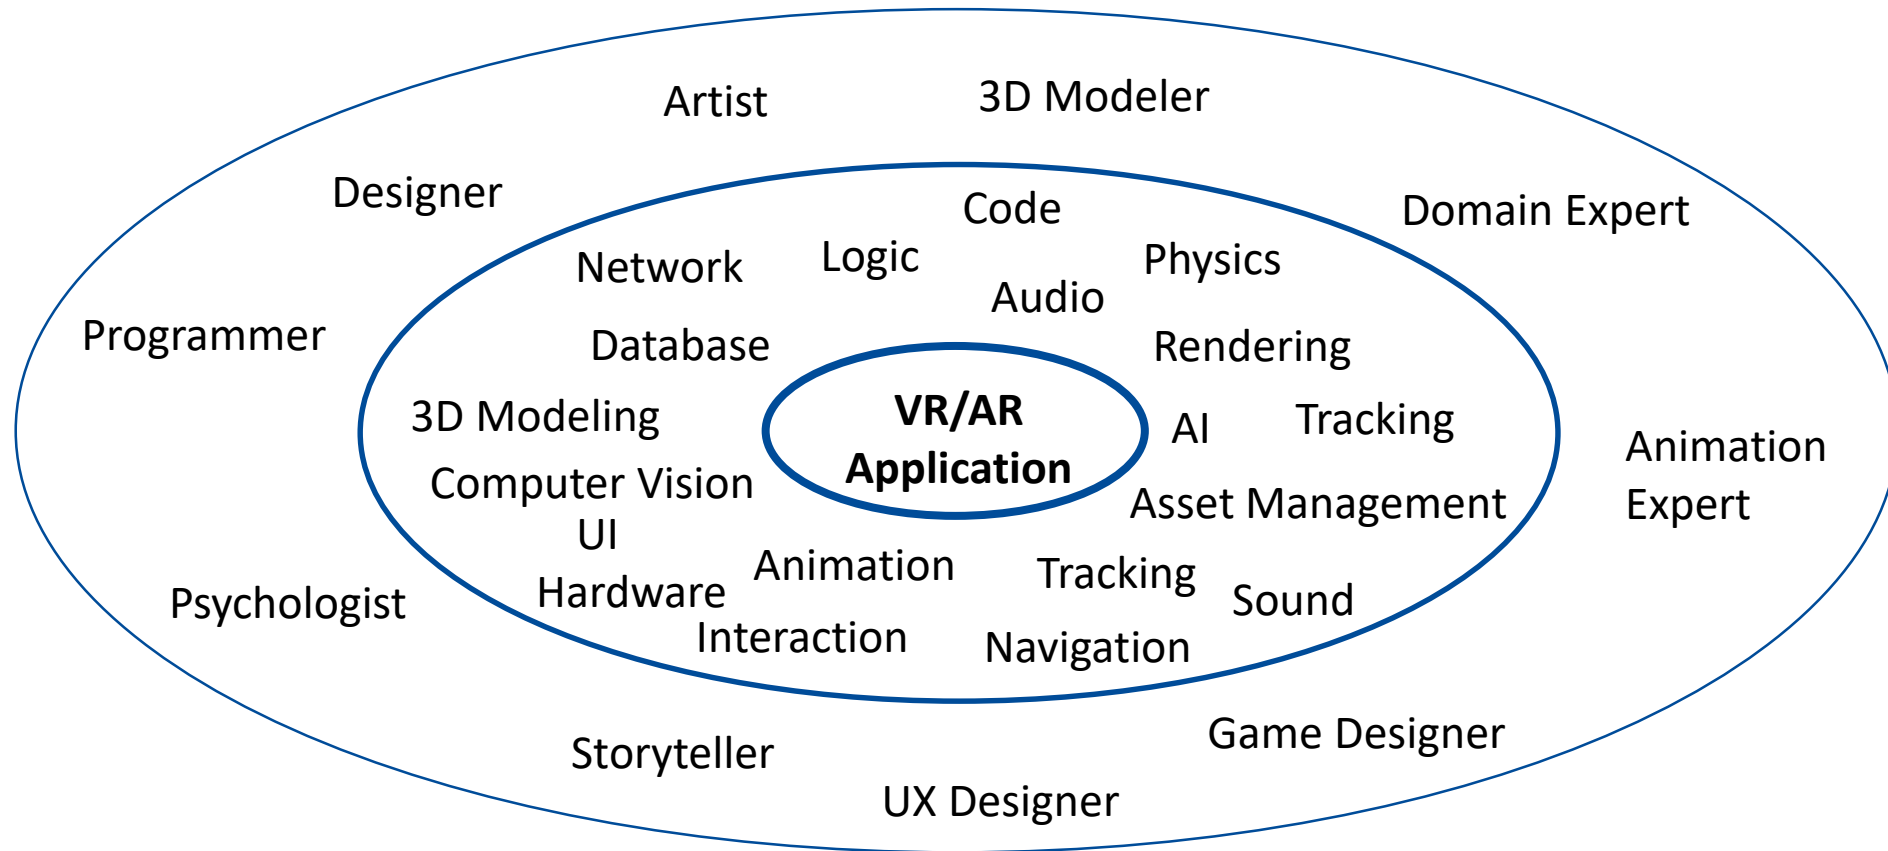 Artist
3D Modeler
Designer
Domain Expert
Code
Network
Logic
Physics
Audio
Programmer
Database
Rendering
3D Modeling
VR/AR
Application
AI
Tracking
Animation
Expert
Computer Vision
UI
Asset Management
Animation
Tracking
Hardware
Sound
Psychologist
Interaction
Navigation
Storyteller
Game Designer
UX Designer